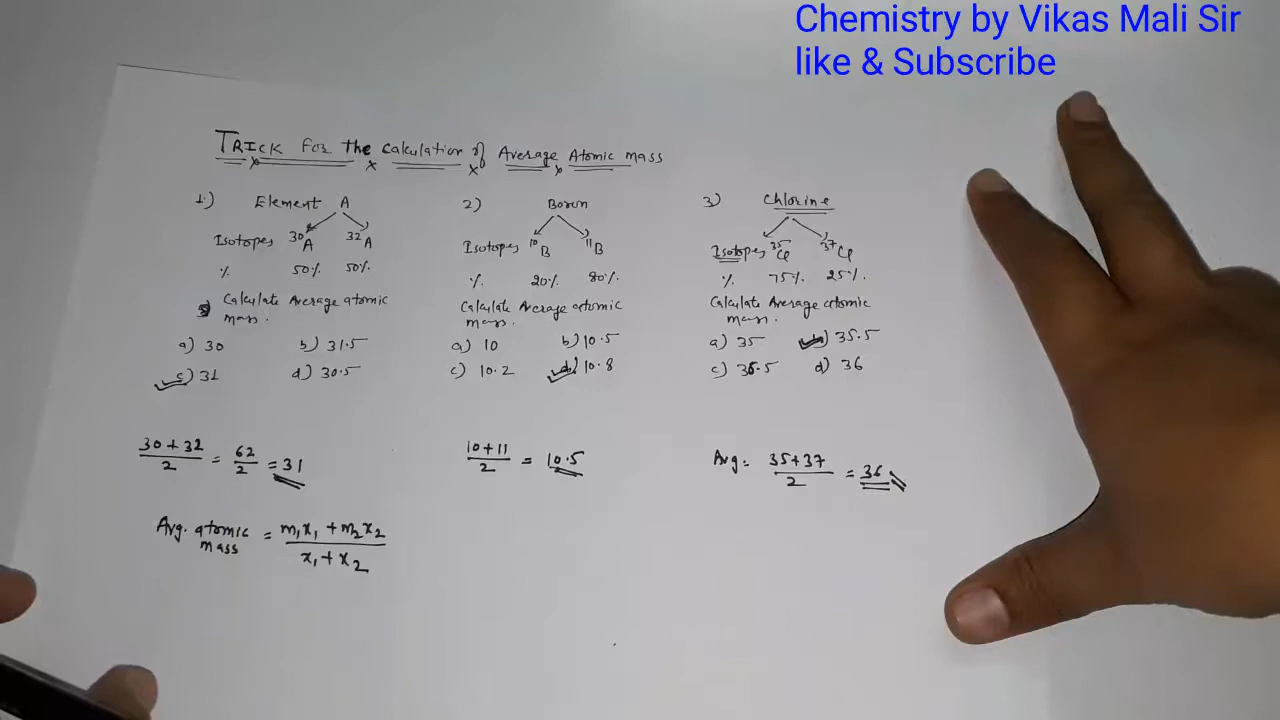 Chemistry by Vikas Mali Sir
like & Subscribe
TRICK FOR the Calculation of Average Atomic mass
1.) Element A
Isotopes ³⁰A ³²A
% 50% 50%
Calculate Average atomic
mass.
a) 30 b) 31.5
c) 31 d) 30.5
30+32/2 = 62/2 = 31
Avg. atomic mass = m₁x₁ + m₂x₂ / x₁ + x₂
2) Boron
Isotopes ¹⁰B ¹¹B
% 20% 80%
Calculate Average atomic
mass.
a) 10 b) 10.5
c) 10.2 d) 10.8
10+11/2 = 10.5
3) Chlorine
Isotopes ³⁵Cl ³⁷Cl
% 75% 25%
Calculate Average atomic
mass.
a) 35 b) 35.5
c) 36.5 d) 36
Avg = 35+37/2 = 36